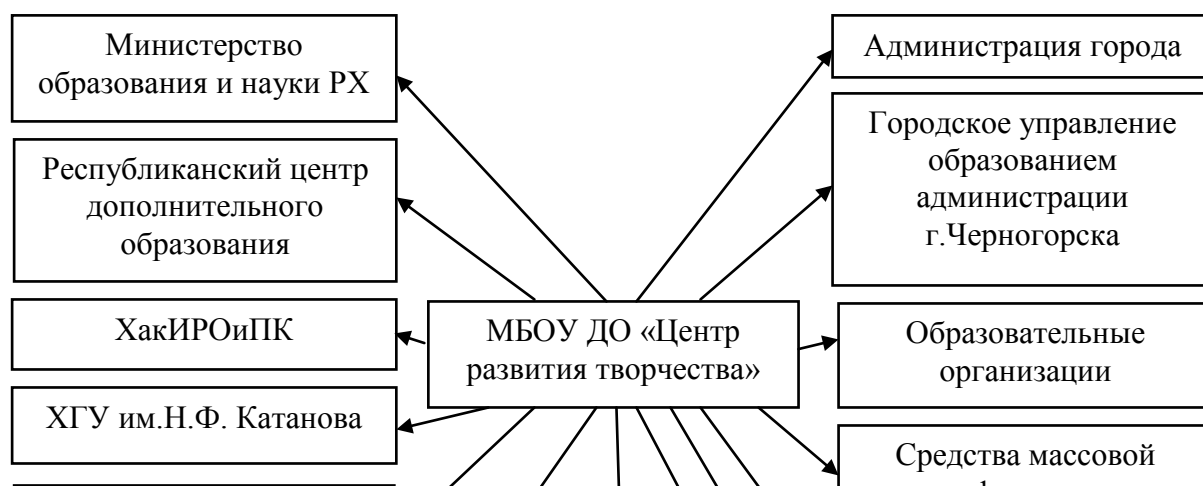 Министерство
образования и науки РХ
Республиканский центр
дополнительного
образования
ХакИРОиПК
ХГУ им.Н.Ф. Катанова
МБОУ ДО «Центр
развития творчества»
Администрация города
Городское управление
образованием
администрации
г.Черногорска
Образовательные
организации
Средства массовой